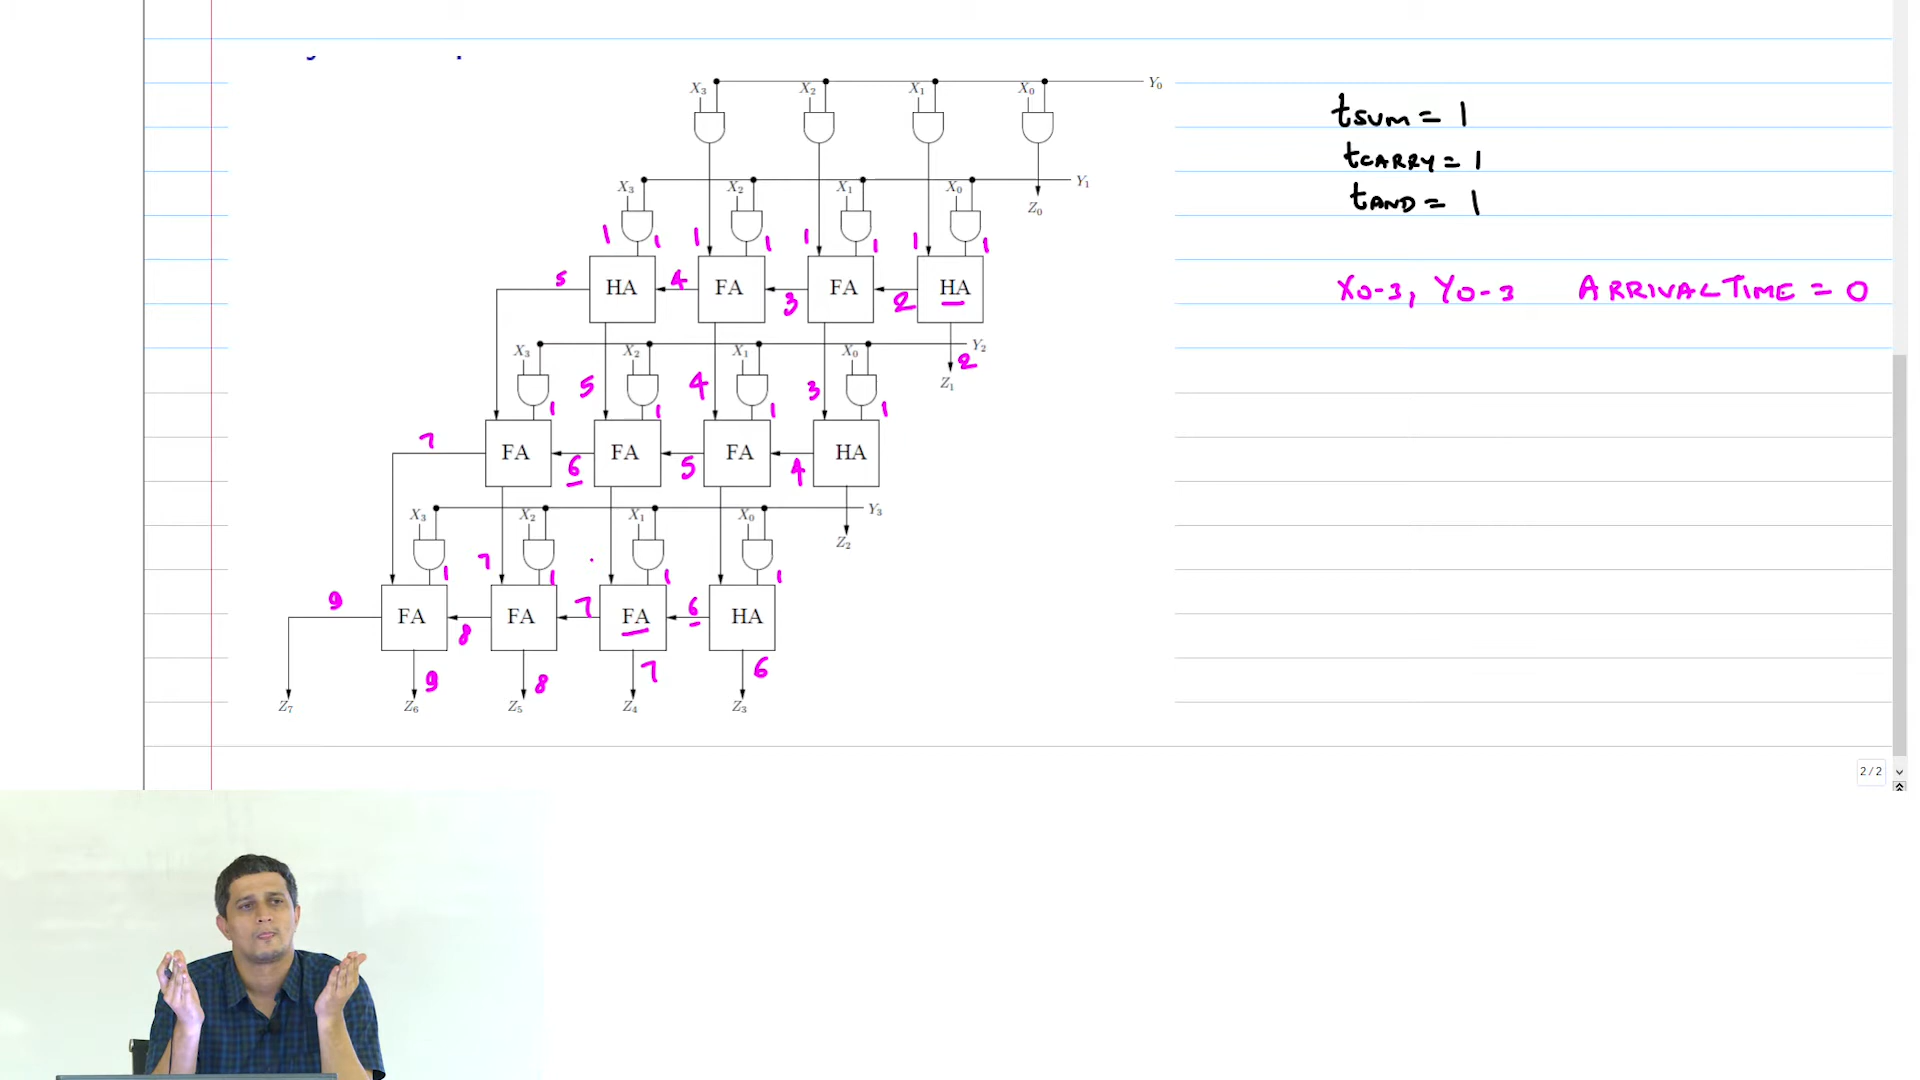 X₃ X₂ X₁ X₀ Y₀
tSUM = 1
tCARRY = 1
X₃ X₂ X₁ X₀ Y₁
tAND = 1
Z₀
1 1 1 1 1 1 1 1
HA FA FA HA
5 4 3 2
X0-3, Y0-3 ARRIVAL TIME = 0
X₃ X₂ X₁ X₀ Y₂
2
Z₁
5 4 3
1 1 1 1
FA FA FA HA
7 6 5 4
X₃ X₂ X₁ X₀ Y₃
Z₂
7
1 1 1 1
FA FA FA HA
9 8 7 6
9 8 7 6
Z₇ Z₆ Z₅ Z₄ Z₃
2/2